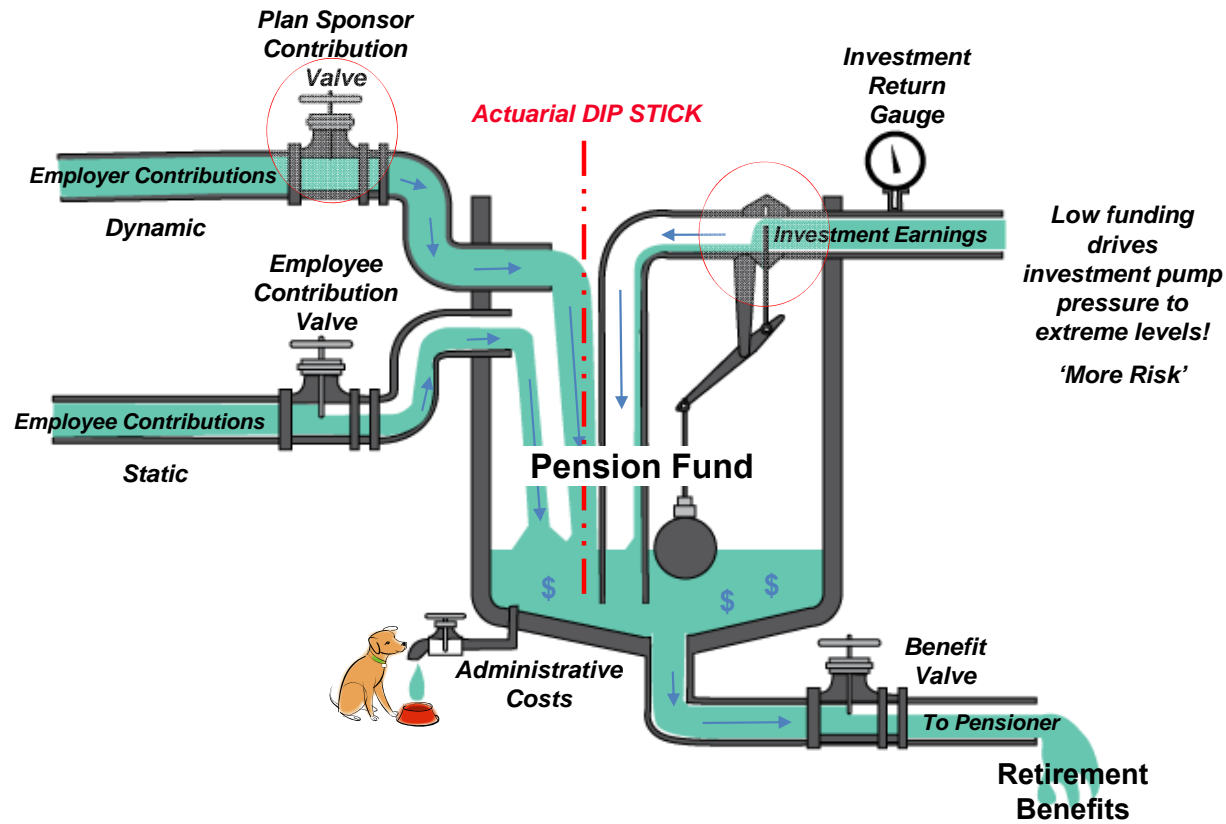 Plan Sponsor
Contribution
Valve
Actuarial DIP STICK
Investment
Return
Gauge
Employer Contributions
Dynamic
Investment Earnings
Low funding
drives
investment pump
pressure to
extreme levels!
‘More Risk’
Employee
Contribution
Valve
Employee Contributions
Static
Pension Fund
$
$
$
Administrative
Costs
Benefit
Valve
To Pensioner
Retirement
Benefits